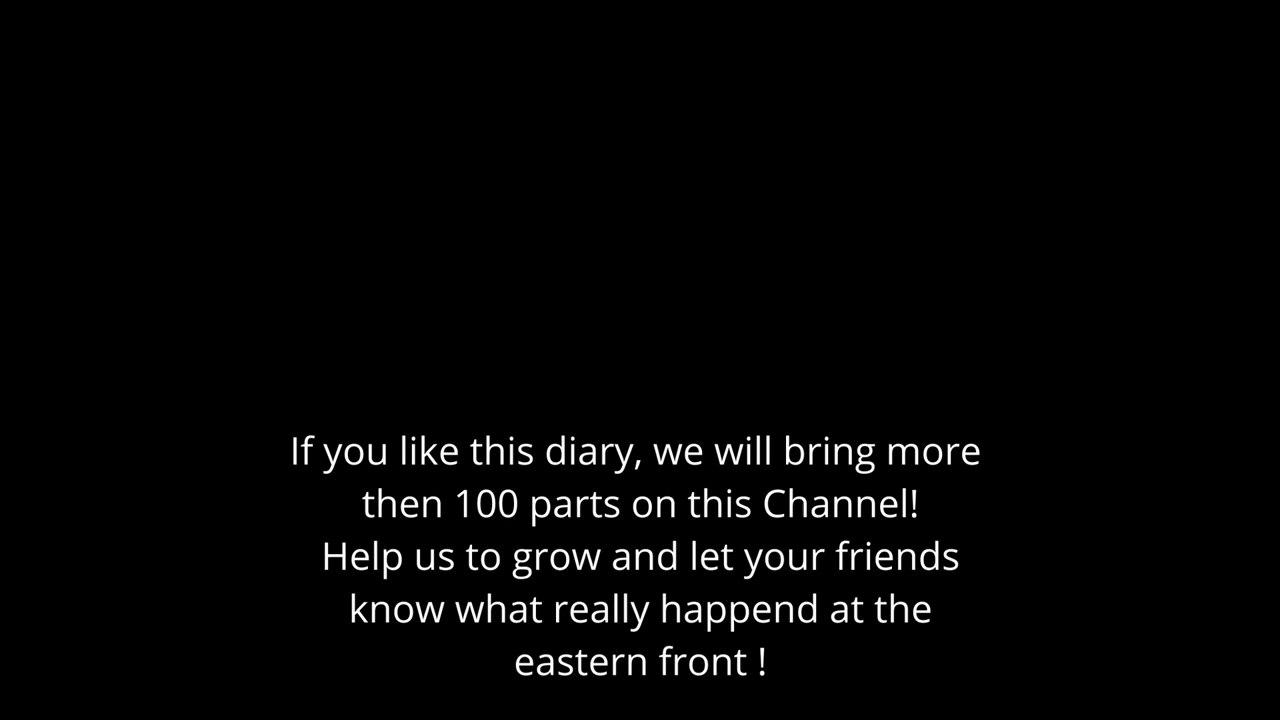 If you like this diary, we will bring more
then 100 parts on this Channel!
Help us to grow and let your friends
know what really happend at the
eastern front !